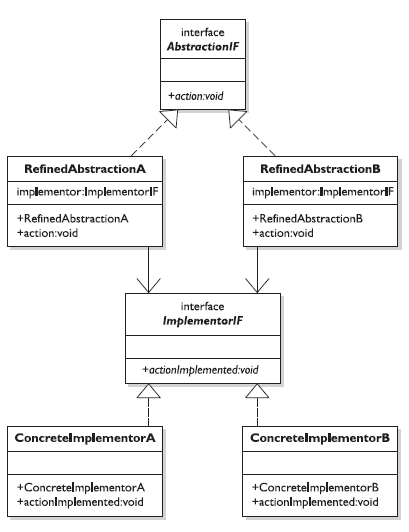 interface
AbstractionIF
+action:void
RefinedAbstractionA
implementor:ImplementorIF
+RefinedAbstractionA
+action:void
RefinedAbstractionB
implementor:ImplementorIF
+RefinedAbstractionB
+action:void
interface
ImplementorIF
+actionImplemented:void
ConcreteImplementorA
+ConcreteImplementorA
+actionImplemented:void
ConcreteImplementorB
+ConcreteImplementorB
+actionImplemented:void